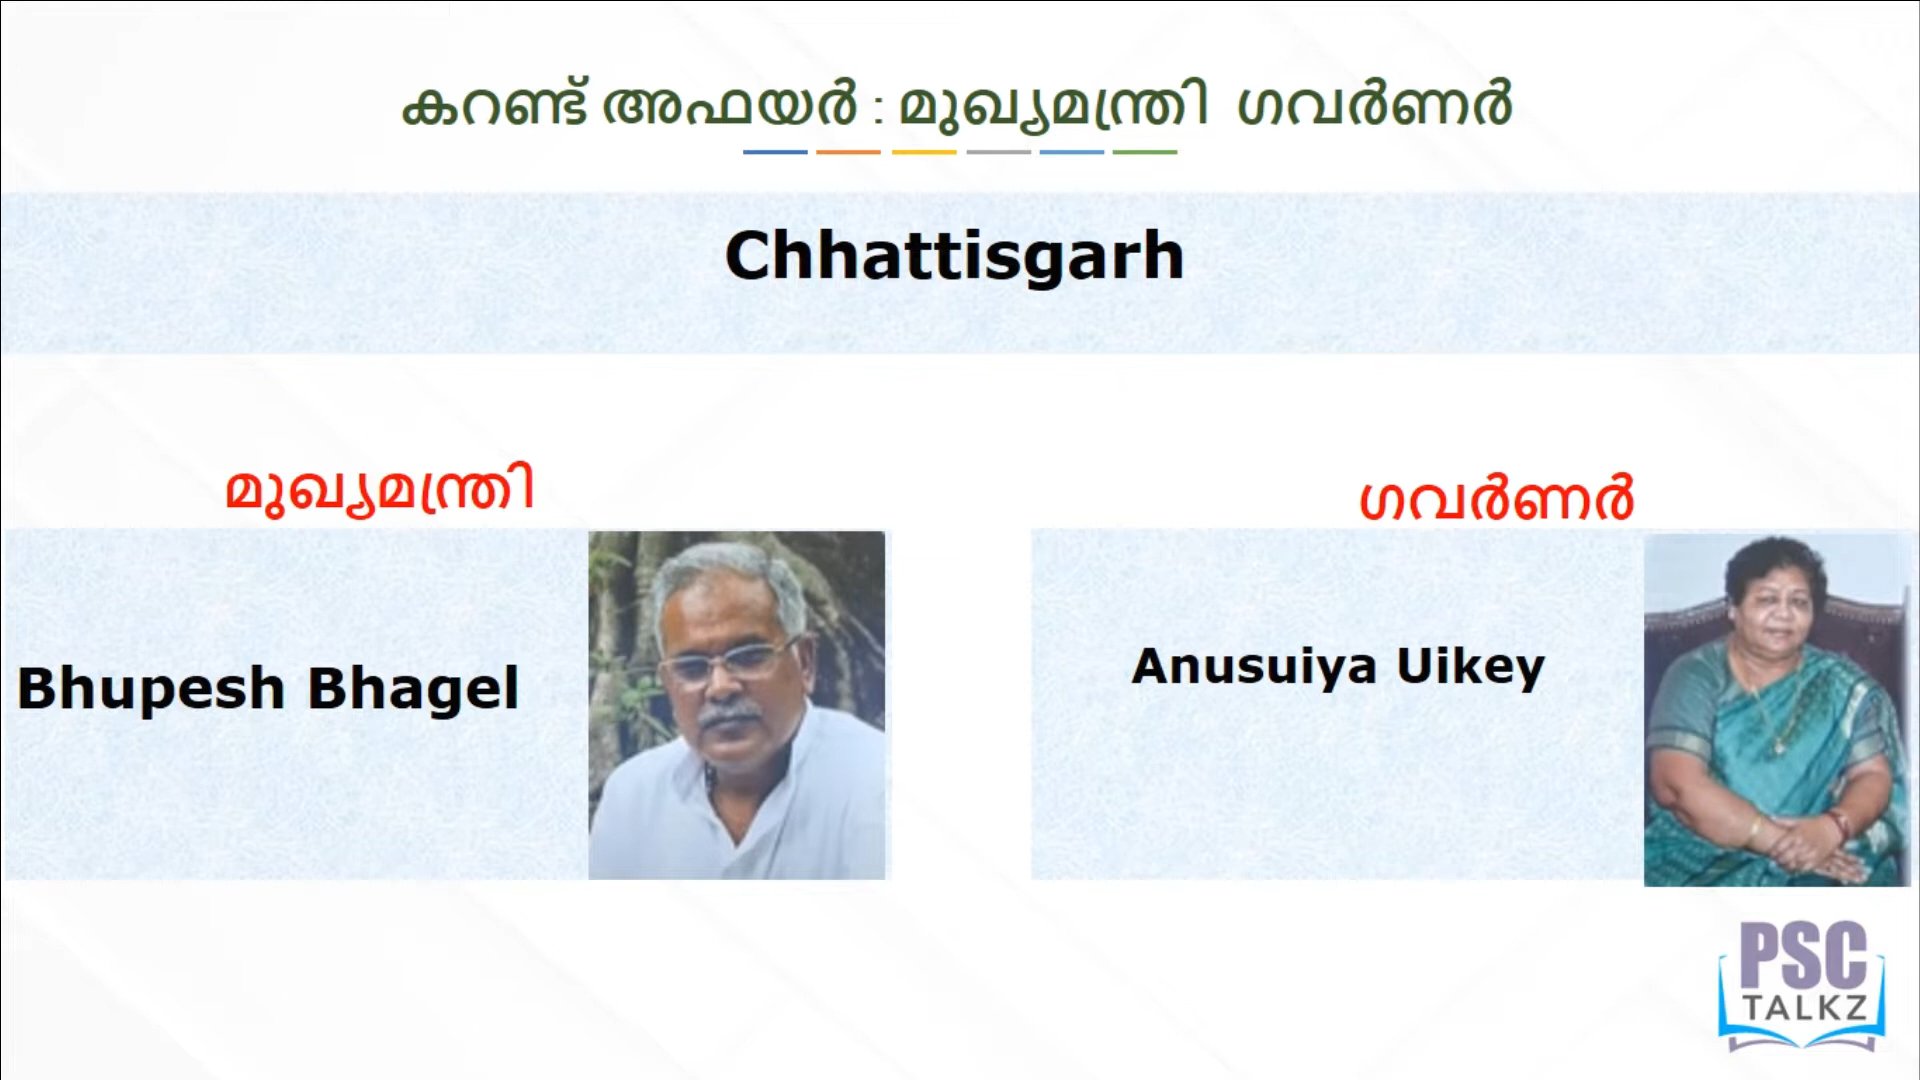 കറണ്ട് അഫയർ : മുഖ്യമന്ത്രി ഗവർണർ
Chhattisgarh
മുഖ്യമന്ത്രി
ഗവർണർ
Bhupesh Bhagel
Anusuiya Uikey
PSC
TALKZ